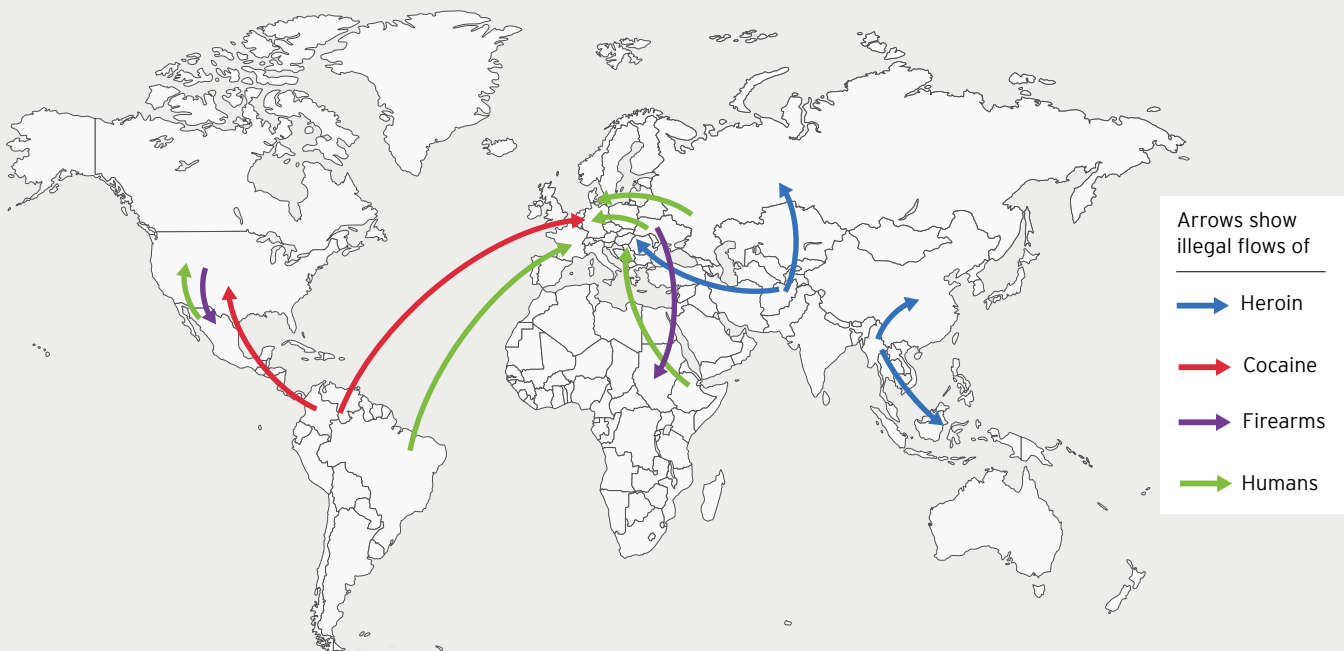 Arrows show
illegal flows of
Heroin
Cocaine
Firearms
Humans